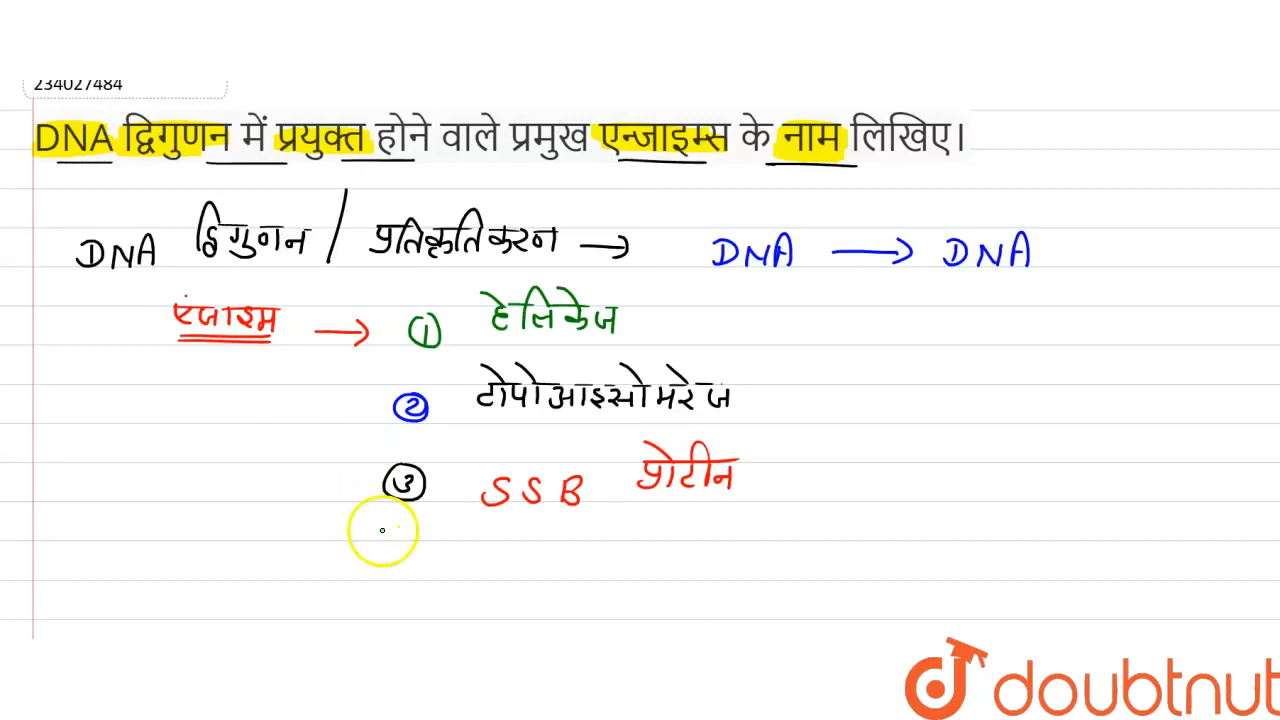 234027484
DNA द्विगुणन में प्रयुक्त होने वाले प्रमुख एन्जाइम्स के नाम लिखिए।
DNA द्विगुणन / प्रतिकृतिकरण → DNA → DNA
एंजाइम → ① हेलिकेज
② टोपोआइसोमरेज
③ SSB प्रोटीन
doubtnut